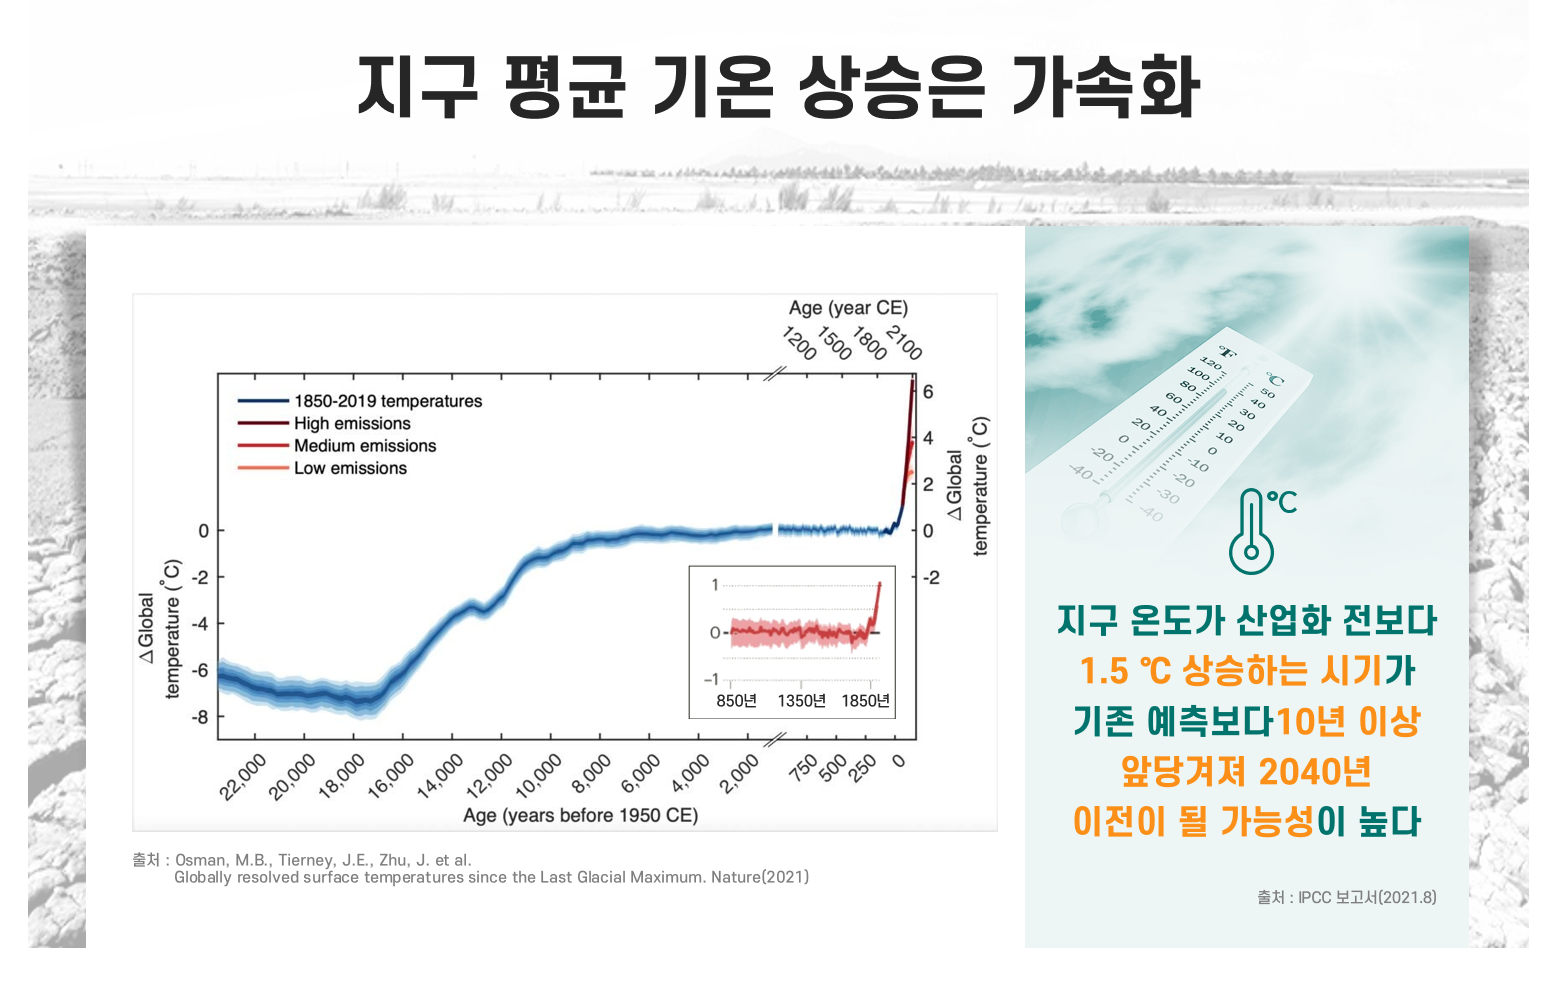 지구 평균 기온 상승은 가속화
Age (year CE)
1200 1500 1800 2100
1850-2019 temperatures
High emissions
Medium emissions
Low emissions
6
4
2
0
-2
△Global
temperature (°C)
0
-2
-4
-6
-8
△Global
temperature (°C)
1
0
-1
850년 1350년 1850년
22,000 20,000 18,000 16,000 14,000 12,000 10,000 8,000 6,000 4,000 2,000 750 500 250 0
Age (years before 1950 CE)
출처 : Osman, M.B., Tierney, J.E., Zhu, J. et al.
Globally resolved surface temperatures since the Last Glacial Maximum. Nature(2021)
°F
120
100
80
60
40
20
0
-20
-40
°C
50
40
30
20
10
0
-10
-20
-30
-40
°C
지구 온도가 산업화 전보다
1.5 ℃ 상승하는 시기가
기존 예측보다10년 이상
앞당겨져 2040년
이전이 될 가능성이 높다
출처 : IPCC 보고서(2021.8)